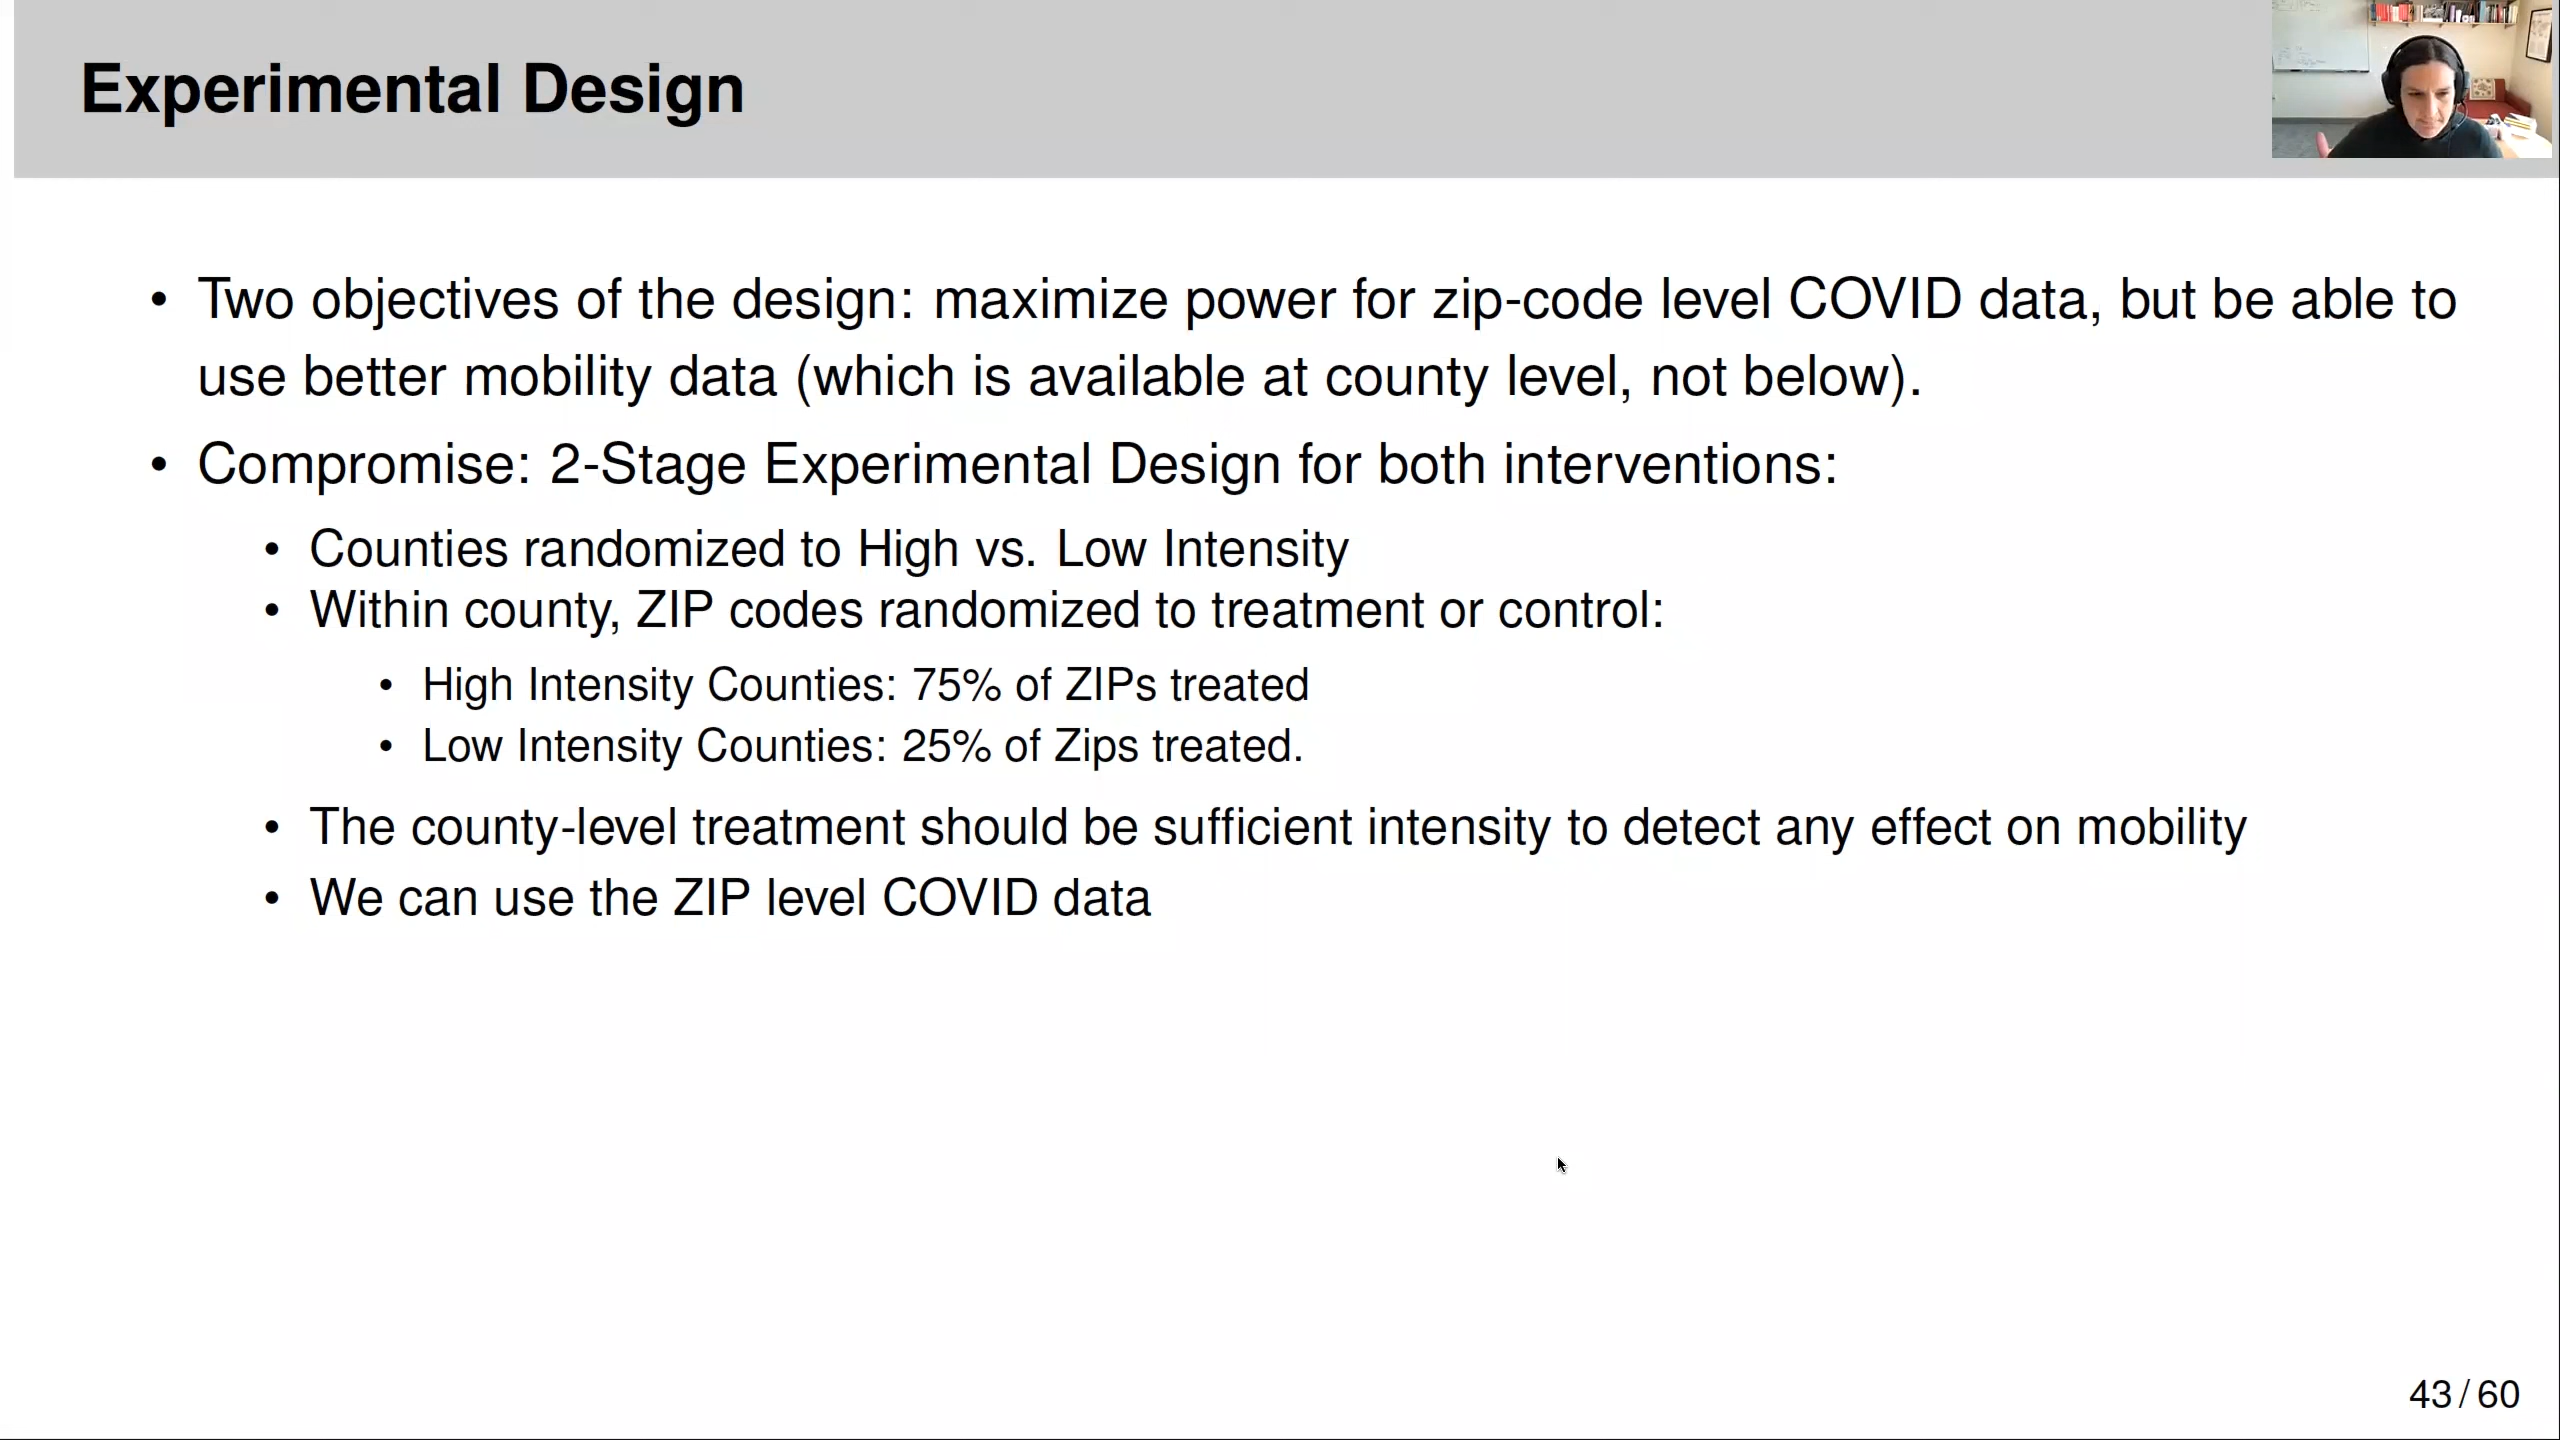 Experimental Design
• Two objectives of the design: maximize power for zip-code level COVID data, but be able to
use better mobility data (which is available at county level, not below).
• Compromise: 2-Stage Experimental Design for both interventions:
• Counties randomized to High vs. Low Intensity
• Within county, ZIP codes randomized to treatment or control:
• High Intensity Counties: 75% of ZIPs treated
• Low Intensity Counties: 25% of Zips treated.
• The county-level treatment should be sufficient intensity to detect any effect on mobility
• We can use the ZIP level COVID data
43 / 60